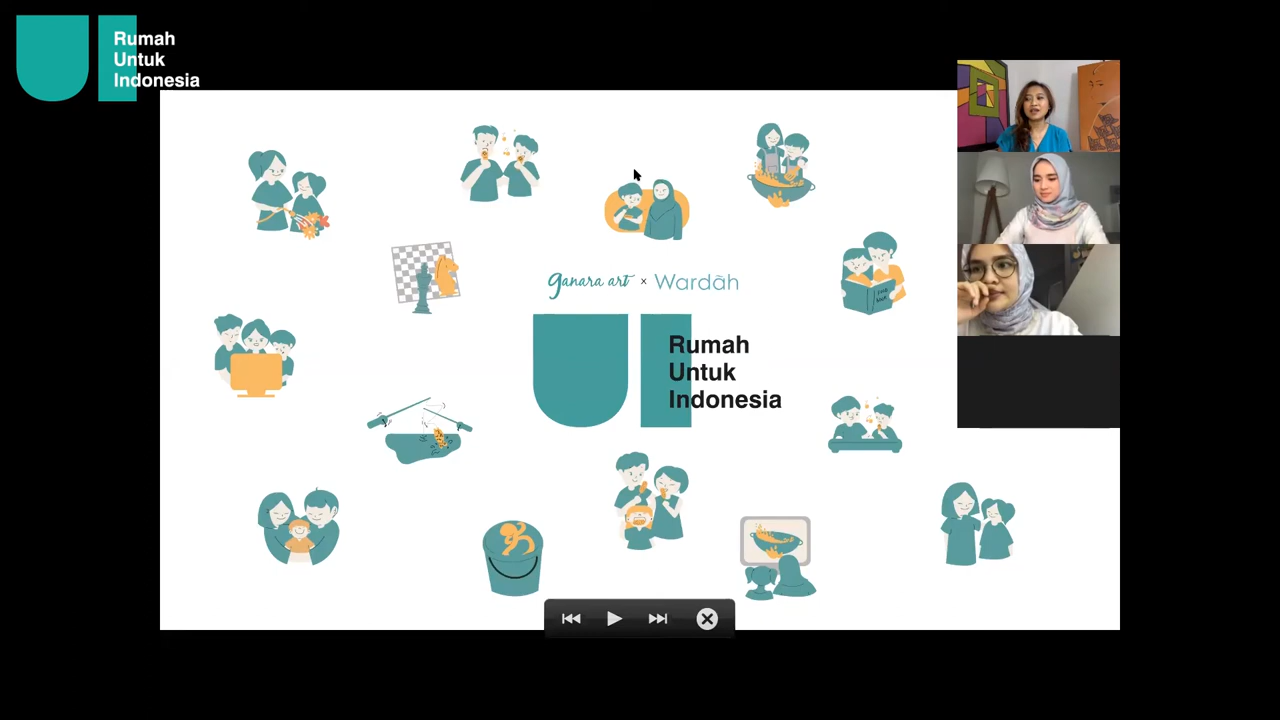 Rumah
Untuk
Indonesia
ganara art × Wardah
Rumah
Untuk
Indonesia